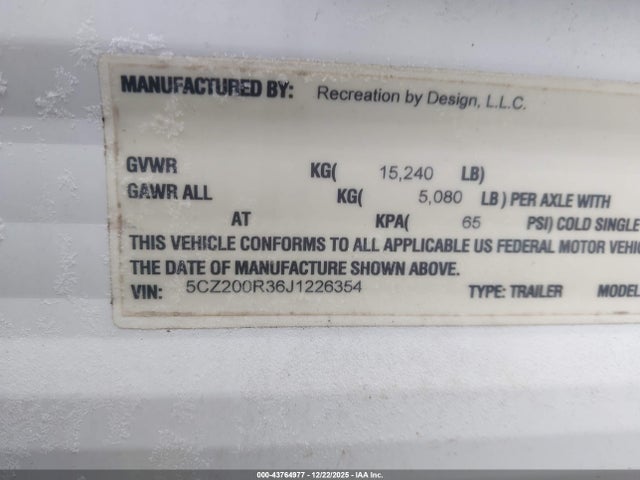 MANUFACTURED BY: Recreation by Design, L.L.C.
GVWR KG( 15,240 LB)
GAWR ALL KG( 5,080 LB) PER AXLE WITH
AT KPA( 65 PSI) COLD SINGLE
THIS VEHICLE CONFORMS TO ALL APPLICABLE US FEDERAL MOTOR VEHIC
THE DATE OF MANUFACTURE SHOWN ABOVE.
VIN: 5CZ200R36J1226354 TYPE: TRAILER MODEL
000-43764977 - 12/22/2025 - IAA Inc.